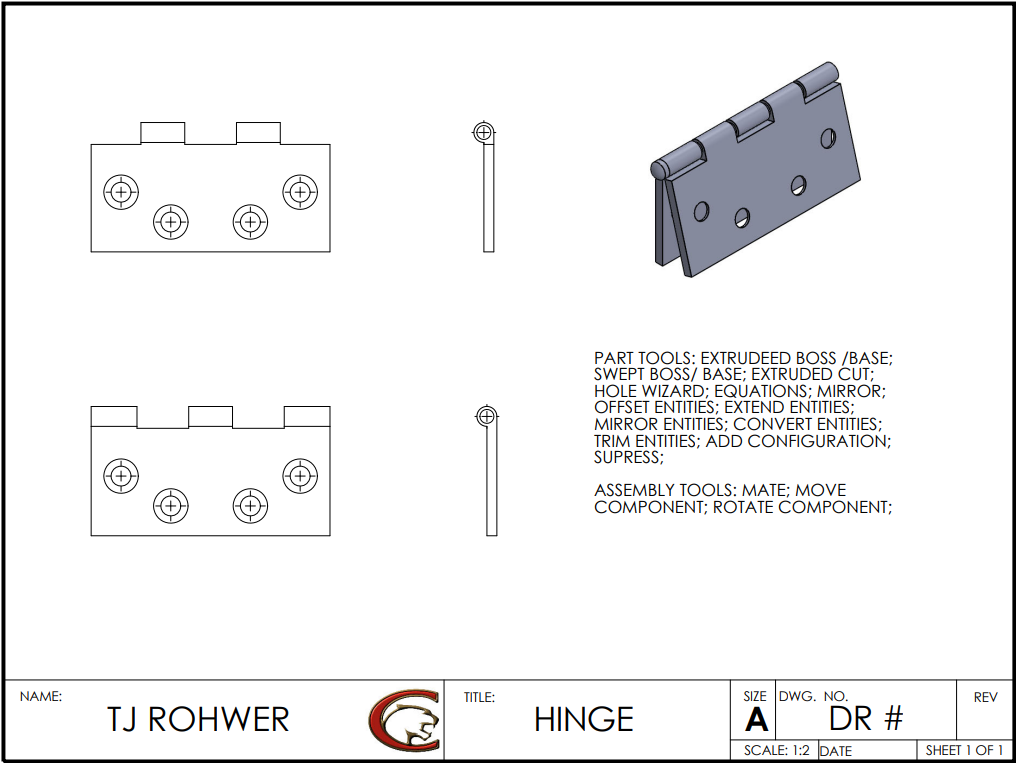 PART TOOLS: EXTRUDEED BOSS /BASE;
SWEPT BOSS/ BASE; EXTRUDED CUT;
HOLE WIZARD; EQUATIONS; MIRROR;
OFFSET ENTITIES; EXTEND ENTITIES;
MIRROR ENTITIES; CONVERT ENTITIES;
TRIM ENTITIES; ADD CONFIGURATION;
SUPRESS;
ASSEMBLY TOOLS: MATE; MOVE
COMPONENT; ROTATE COMPONENT;
NAME:
TJ ROHWER
TITLE:
HINGE
SIZE
A
DWG. NO.
DR #
REV
SCALE: 1:2
DATE
SHEET 1 OF 1